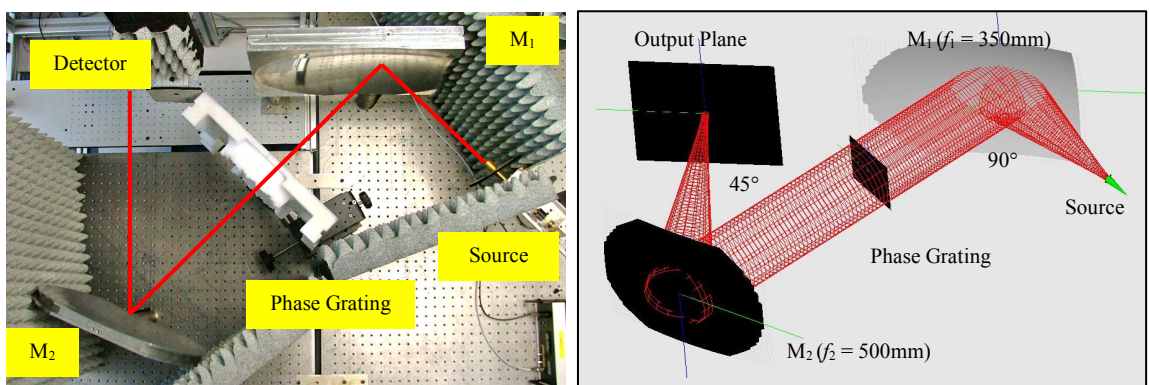 Detector
M1
Source
Phase Grating
M2
Output Plane
M1 (f1 = 350mm)
45°
90°
Source
Phase Grating
M2 (f2 = 500mm)